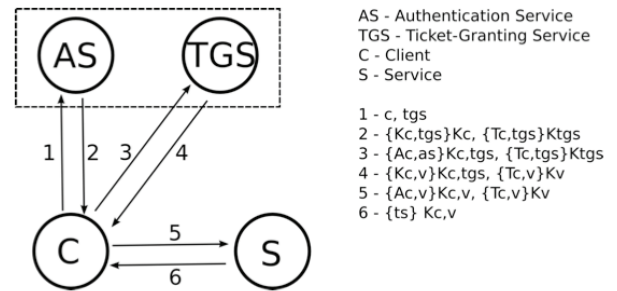 AS
TGS
1
2
3
4
C
5
6
S
AS - Authentication Service
TGS - Ticket-Granting Service
C - Client
S - Service
1 - c, tgs
2 - {Kc,tgs}Kc, {Tc,tgs}Ktgs
3 - {Ac,as}Kc,tgs, {Tc,tgs}Ktgs
4 - {Kc,v}Kc,tgs, {Tc,v}Kv
5 - {Ac,v}Kc,v, {Tc,v}Kv
6 - {ts} Kc,v